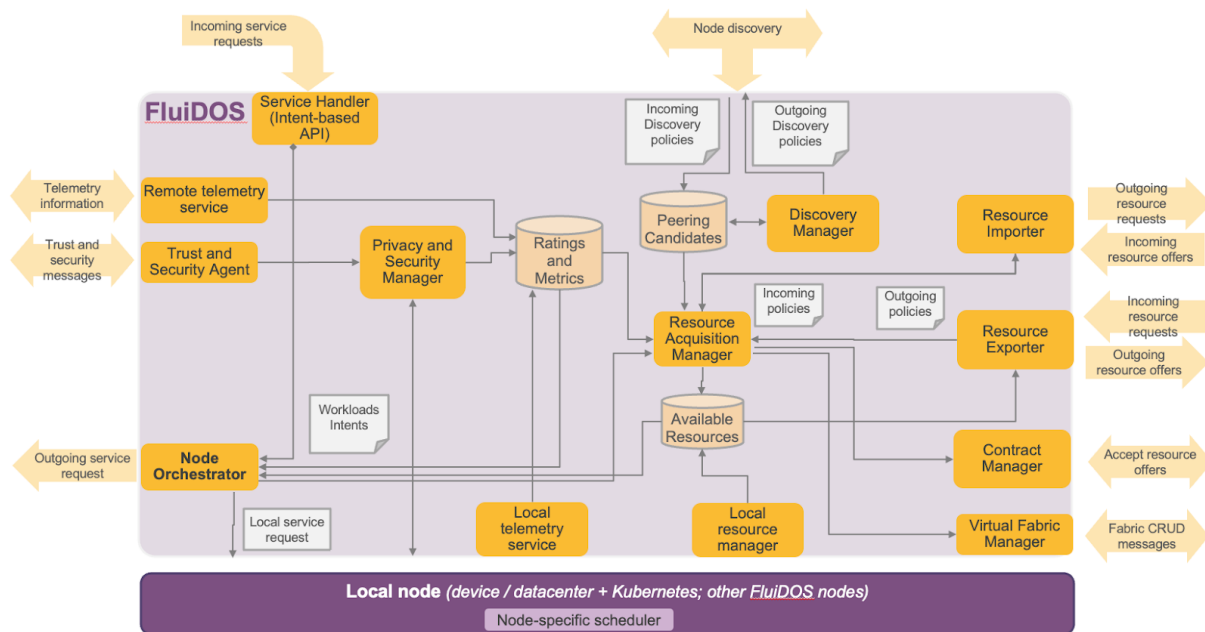 Incoming service
requests
Node discovery
FluiDOS
Service Handler
(Intent-based
API)
Incoming
Discovery
policies
Outgoing
Discovery
policies
Telemetry
information
Remote telemetry
service
Trust and
security
messages
Trust and
Security Agent
Privacy and
Security
Manager
Ratings
and
Metrics
Peering
Candidates
Discovery
Manager
Resource
Importer
Outgoing
resource
requests
Incoming
resource offers
Incoming
policies
Outgoing
policies
Resource
Acquisition
Manager
Resource
Exporter
Incoming
resource
requests
Outgoing
resource offers
Workloads
Intents
Available
Resources
Outgoing service
request
Node
Orchestrator
Contract
Manager
Accept resource
offers
Local service
request
Local
telemetry
service
Local
resource
manager
Virtual Fabric
Manager
Fabric CRUD
messages
Local node (device / datacenter + Kubernetes; other FluiDOS nodes)
Node-specific scheduler